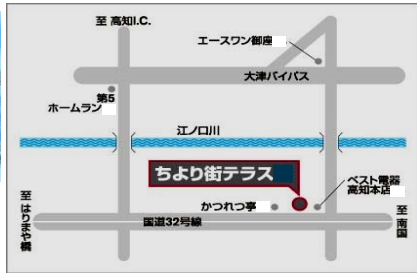 至 高知I.C.
エースワン御座
大津バイパス
第5
ホームラン
江ノ口川
ちより街テラス
ベスト電器
高知本店
かつれつ亭
至はりまや橋
国道32号線
至南国